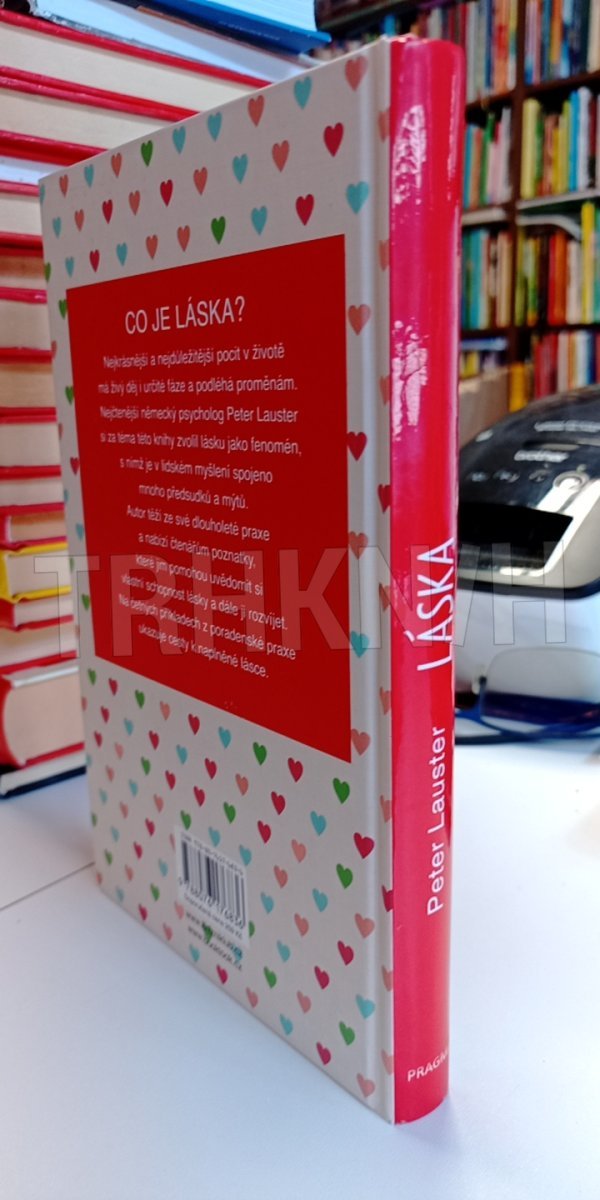 CO JE LÁSKA?
Nejkrásnější a nejdůležitější pocit v životě
má živý děj i určité fáze a podléhá proměnám.
Nejčtenější německý psycholog Peter Lauster
si za téma této knihy zvolil lásku jako fenomén,
s nímž je v lidském myšlení spojeno
mnoho předsudků a mýtů.
Autor těží ze své dlouholeté praxe
a nabízí čtenářům poznatky,
které jim pomohou uvědomit si
vlastní schopnost lásky a dále ji rozvíjet.
Na četných příkladech z poradenské praxe
ukazuje cesty k naplněné lásce.
Peter Lauster
LÁSKA
brother
TRHKNIH